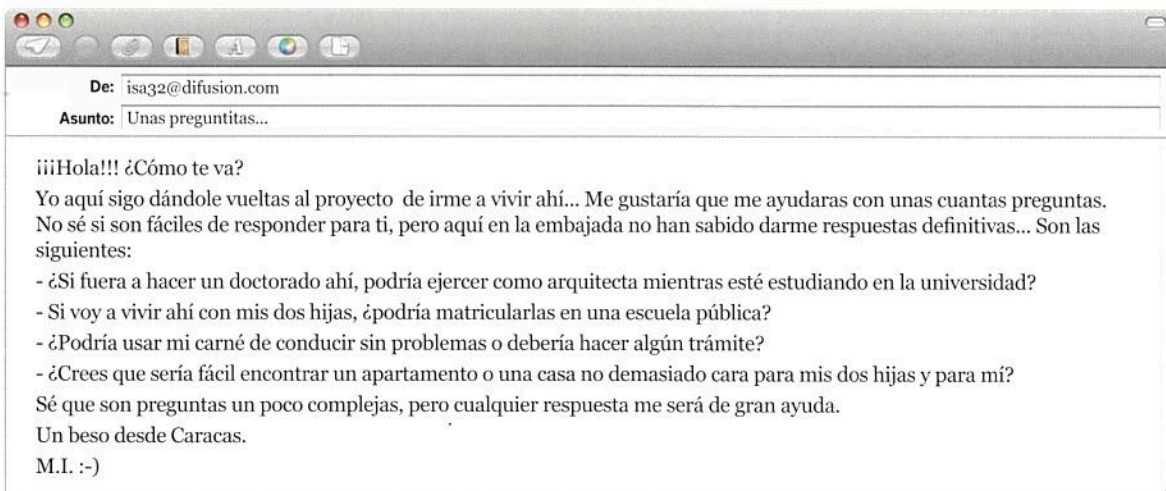 De: isa32@difusion.com
Asunto: Unas preguntitas...
¡¡¡Hola!!! ¿Cómo te va?
Yo aquí sigo dándole vueltas al proyecto de irme a vivir ahí... Me gustaría que me ayudaras con unas cuantas preguntas.
No sé si son fáciles de responder para ti, pero aquí en la embajada no han sabido darme respuestas definitivas... Son las
siguientes:
- ¿Si fuera a hacer un doctorado ahí, podría ejercer como arquitecta mientras esté estudiando en la universidad?
- Si voy a vivir ahí con mis dos hijas, ¿podría matricularlas en una escuela pública?
- ¿Podría usar mi carné de conducir sin problemas o debería hacer algún trámite?
- ¿Crees que sería fácil encontrar un apartamento o una casa no demasiado cara para mis dos hijas y para mí?
Sé que son preguntas un poco complejas, pero cualquier respuesta me será de gran ayuda.
Un beso desde Caracas.
M.I. :-)